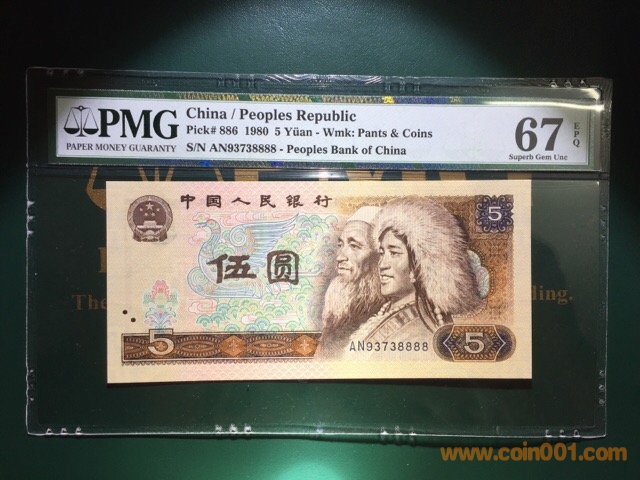 PMG
PAPER MONEY GUARANTY
China / Peoples Republic
Pick# 886 1980 5 Yüan - Wmk: Pants & Coins
S/N AN93738888 - Peoples Bank of China
67
EPQ
Superb Gem Unc
中国人民银行
5
伍圆
5
AN93738888
5
The
ling.
www.coin001.com